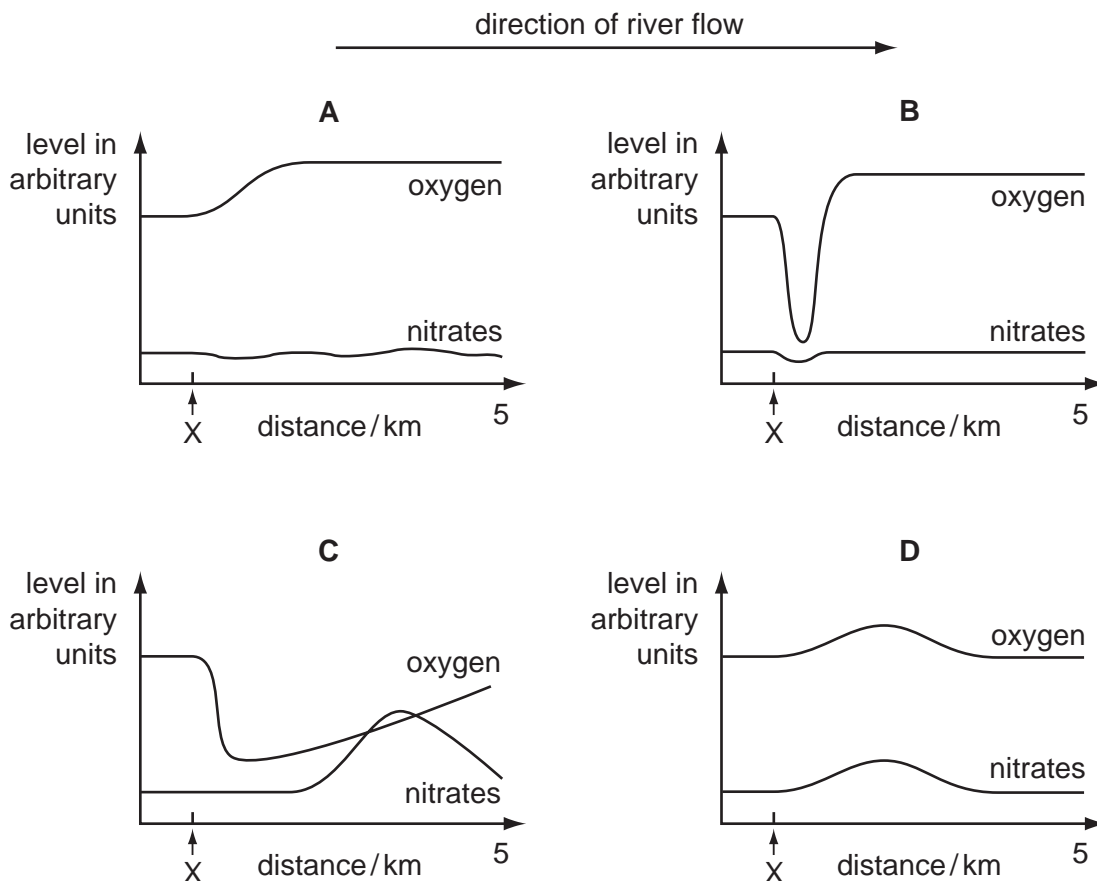 direction of river flow
A
level in
arbitrary
units
oxygen
nitrates
X
distance / km
5
B
level in
arbitrary
units
oxygen
nitrates
X
distance / km
5
C
level in
arbitrary
units
oxygen
nitrates
X
distance / km
5
D
level in
arbitrary
units
oxygen
nitrates
X
distance / km
5